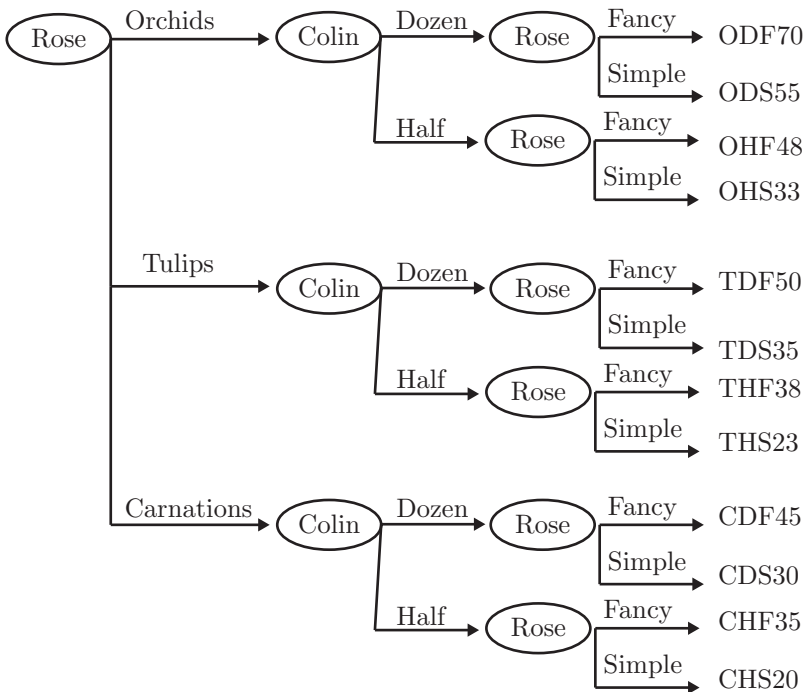 Rose
Orchids
Colin
Dozen
Rose
Fancy
ODF70
Simple
ODS55
Half
Rose
Fancy
OHF48
Simple
OHS33
Tulips
Colin
Dozen
Rose
Fancy
TDF50
Simple
TDS35
Half
Rose
Fancy
THF38
Simple
THS23
Carnations
Colin
Dozen
Rose
Fancy
CDF45
Simple
CDS30
Half
Rose
Fancy
CHF35
Simple
CHS20